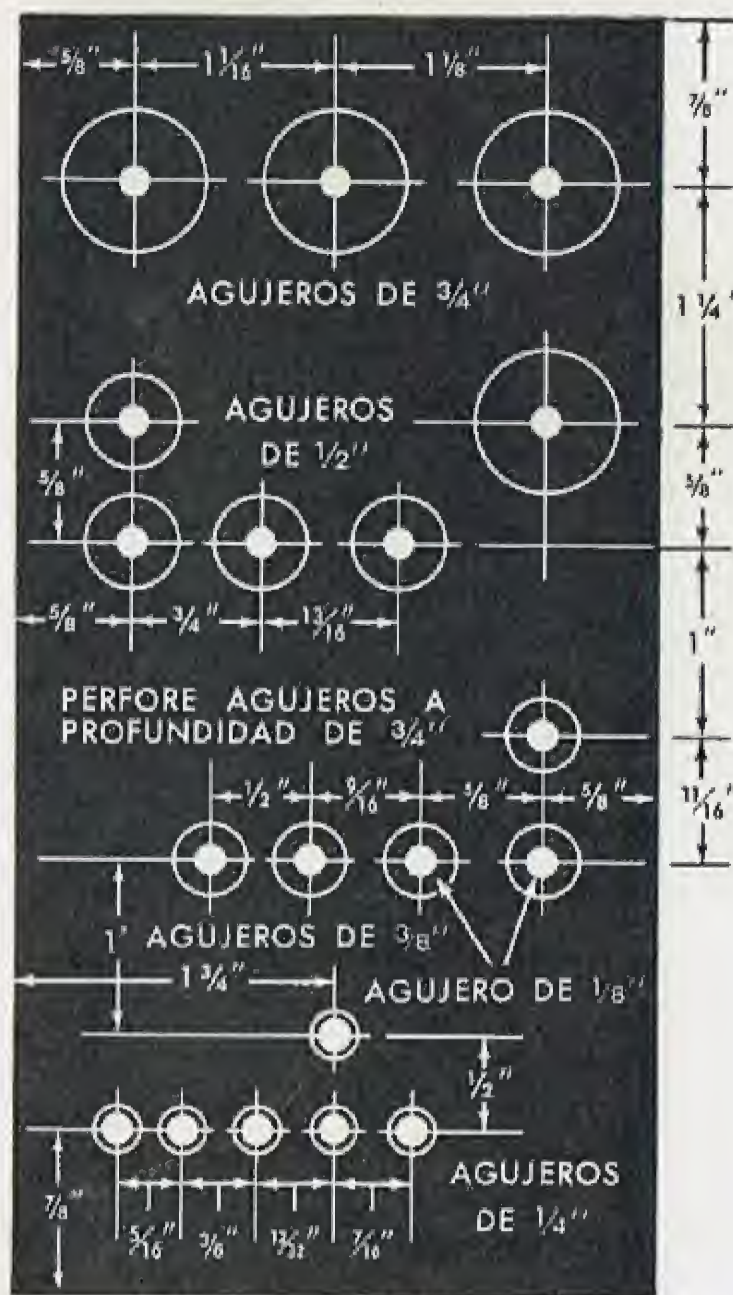 5/8" 1 1/16" 1 1/8"
7/8"
AGUJEROS DE 3/4"
1 1/4"
AGUJEROS
DE 1/2"
5/8"
5/8"
5/8" 3/4" 13/16"
1"
PERFORE AGUJEROS A
PROFUNDIDAD DE 3/4"
1/2" 9/16" 5/8" 5/8"
11/16"
1" AGUJEROS DE 3/8"
1 3/4"
AGUJERO DE 1/8"
1/2"
AGUJEROS
DE 1/4"
7/8"
5/16" 3/8" 13/32" 7/16"